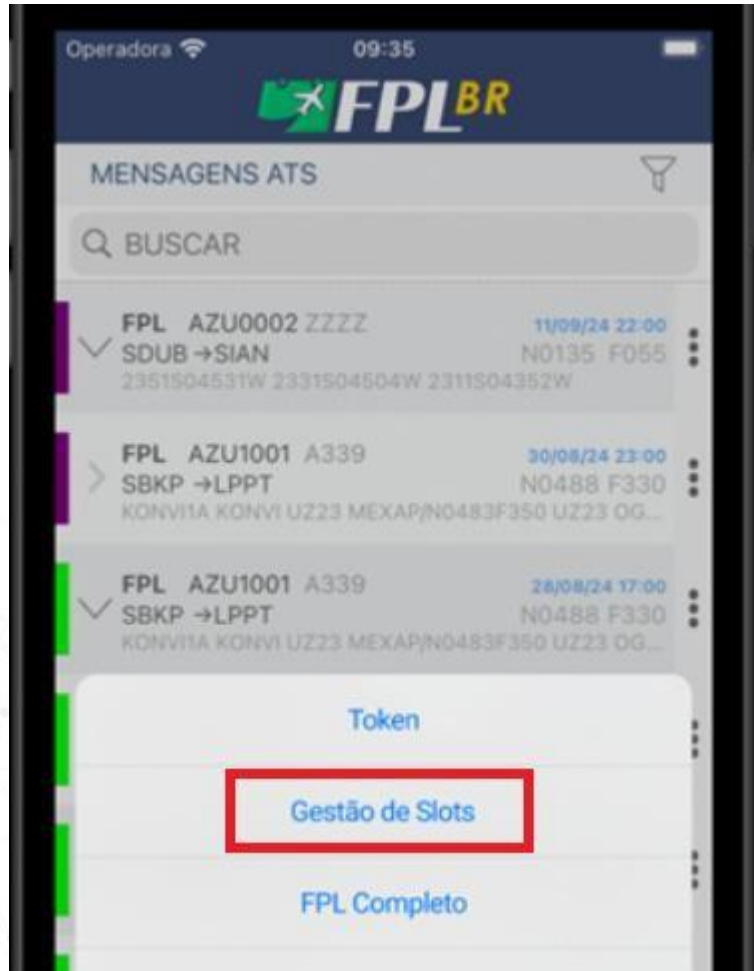 Operadora 09:35
FPLBR
MENSAGENS ATS
BUSCAR
FPL AZU0002 ZZZZ 11/09/24 22:00
SDUB →SIAN N0135 F055
2351S04531W 2331S04504W 2311S04352W
FPL AZU1001 A339 30/08/24 23:00
SBKP →LPPT N0488 F330
KONVI1A KONVI UZ23 MEXAP/N0483F350 UZ23 OG...
FPL AZU1001 A339 28/08/24 17:00
SBKP →LPPT N0488 F330
KONVI1A KONVI UZ23 MEXAP/N0483F350 UZ23 OG...
Token
Gestão de Slots
FPL Completo